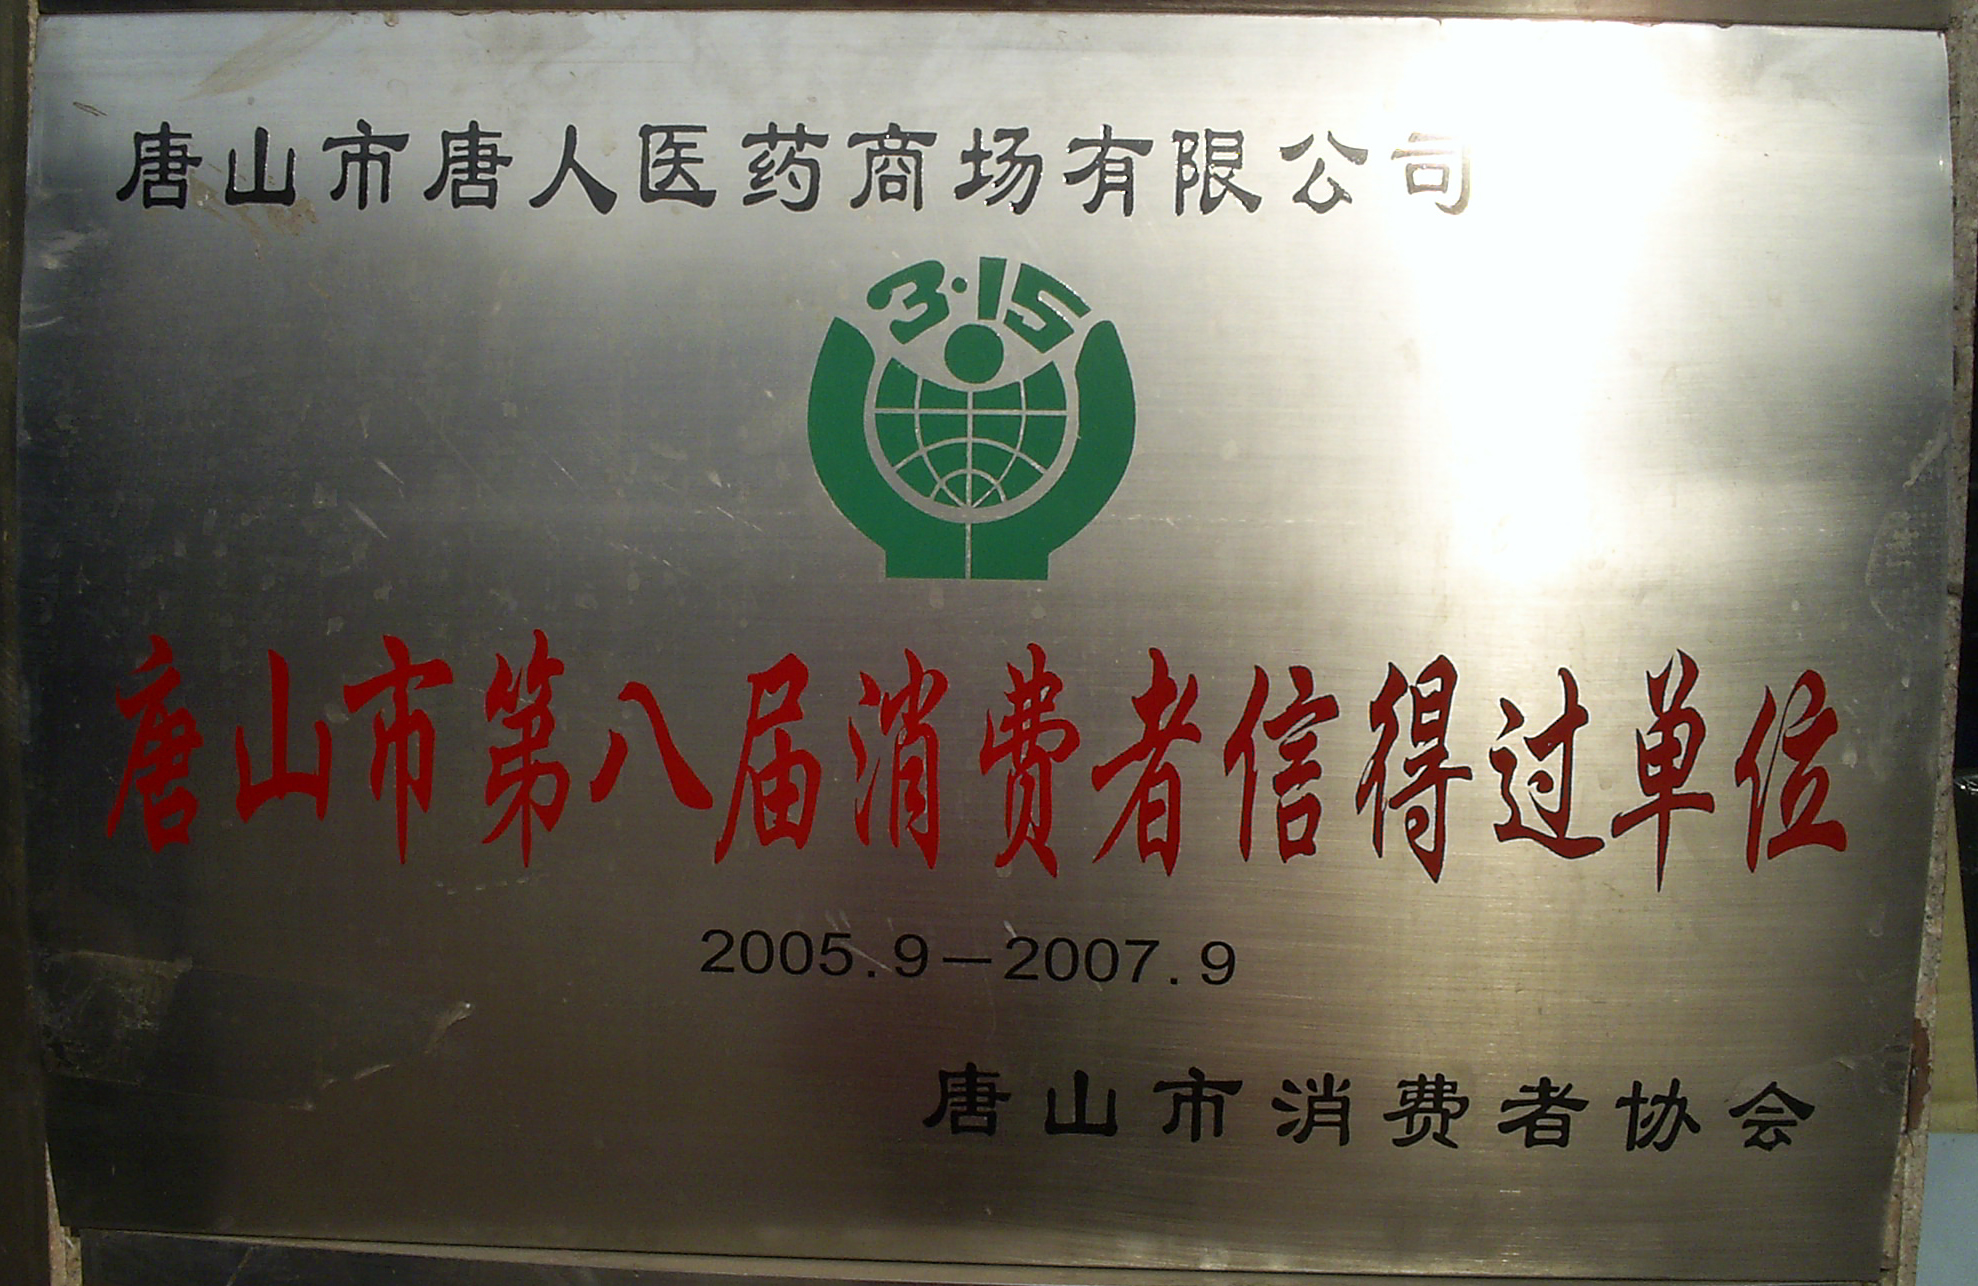 唐山市唐人医药商场有限公司
3·15
唐山市第八届消费者信得过单位
2005.9—2007.9
唐山市消费者协会